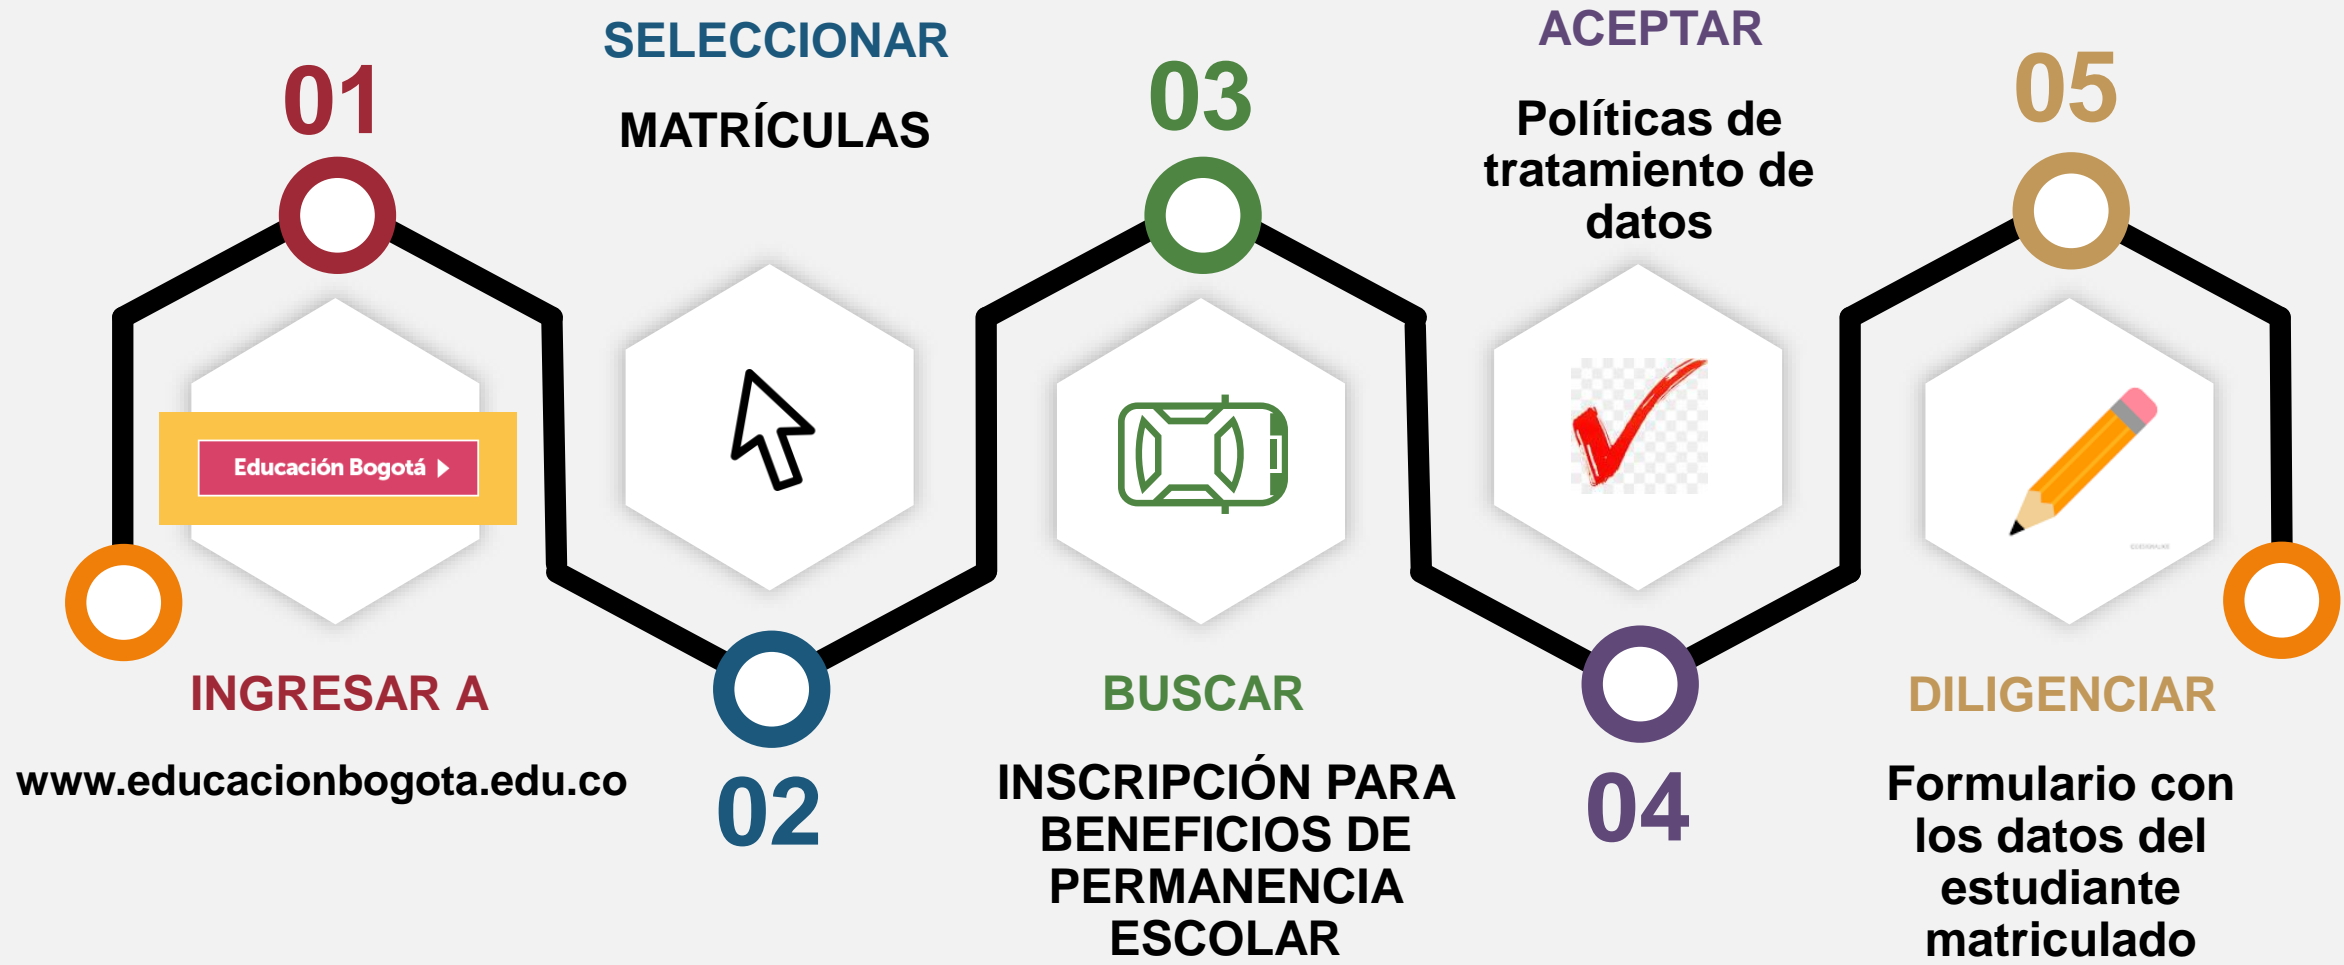 01
Educación Bogotá
INGRESAR A
www.educacionbogota.edu.co
SELECCIONAR
MATRÍCULAS
02
03
BUSCAR
INSCRIPCIÓN PARA
BENEFICIOS DE
PERMANENCIA
ESCOLAR
ACEPTAR
Políticas de
tratamiento de
datos
04
05
DILIGENCIAR
Formulario con
los datos del
estudiante
matriculado